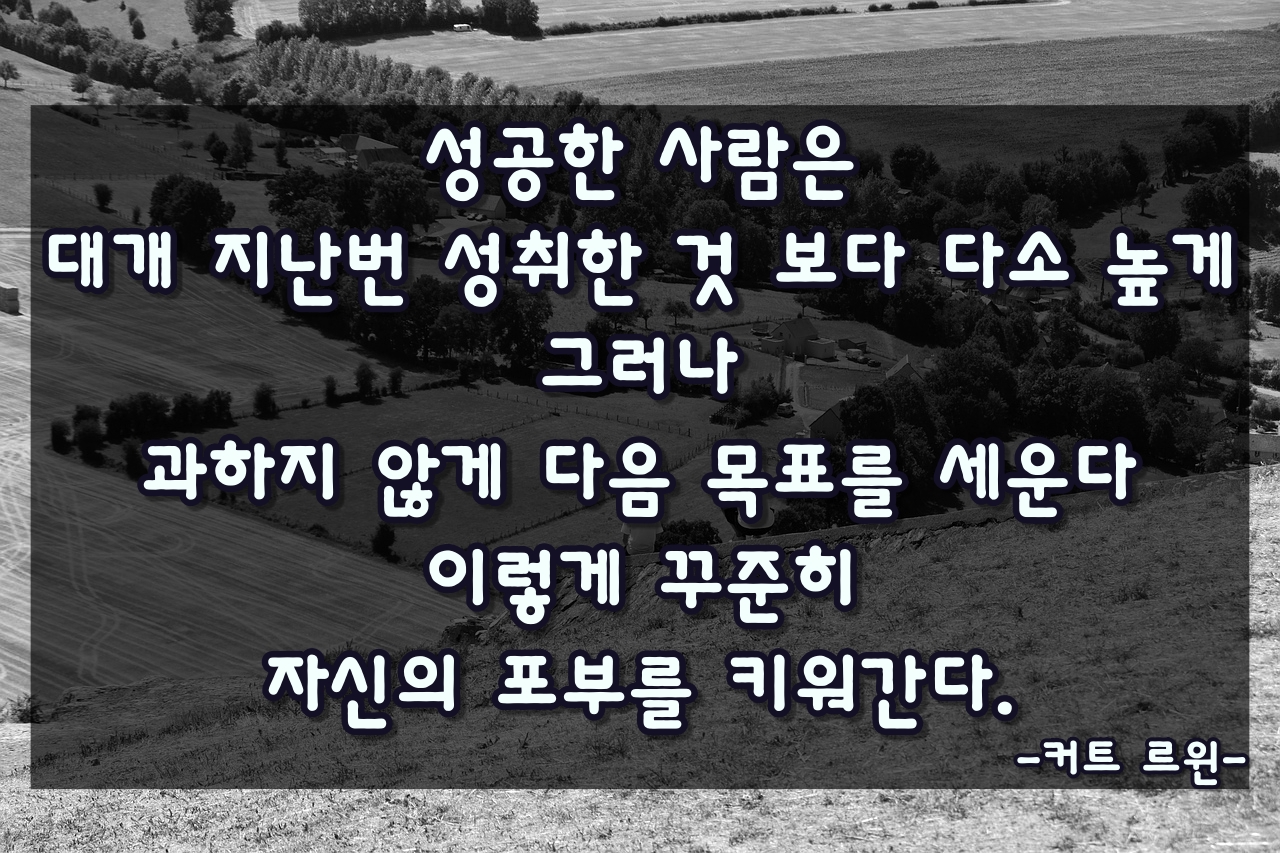 성공한 사람은
대개 지난번 성취한 것 보다 다소 높게
그러나
과하지 않게 다음 목표를 세운다
이렇게 꾸준히
자신의 포부를 키워간다.
-커트 르윈-